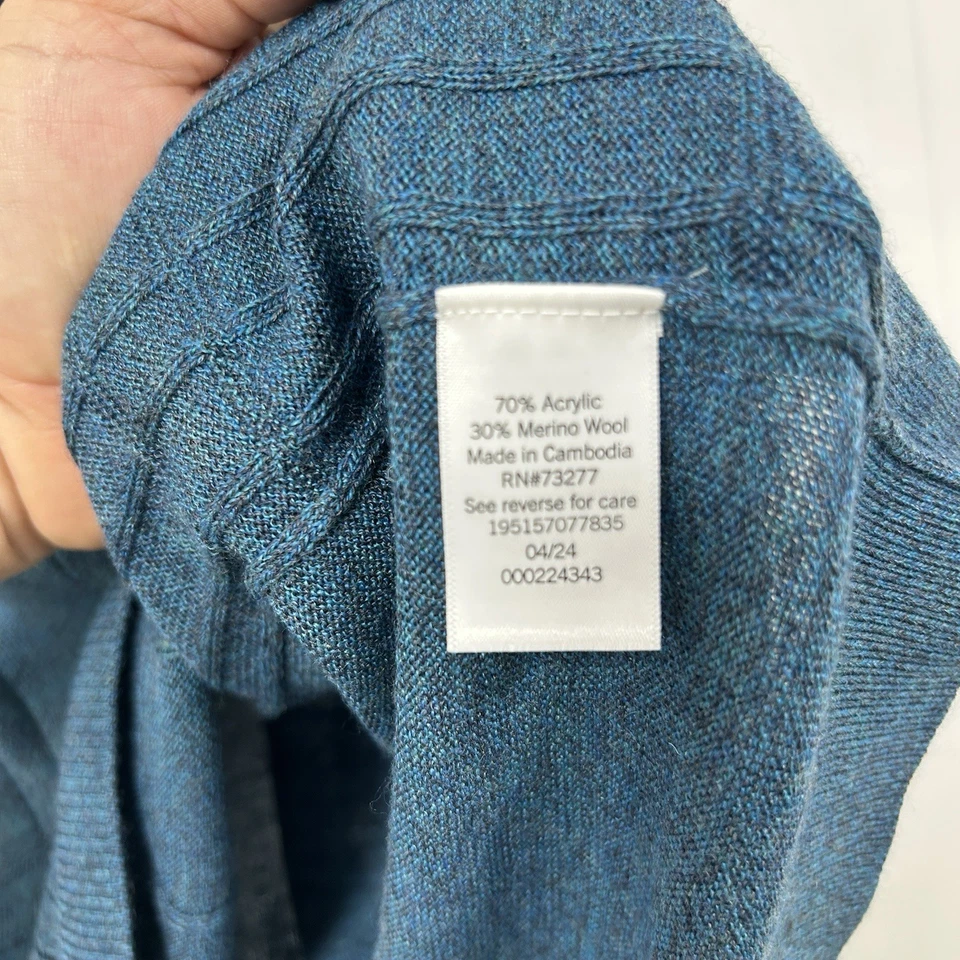 70% Acrylic
30% Merino Wool
Made in Cambodia
RN#73277
See reverse for care
195157077835
04/24
000224343